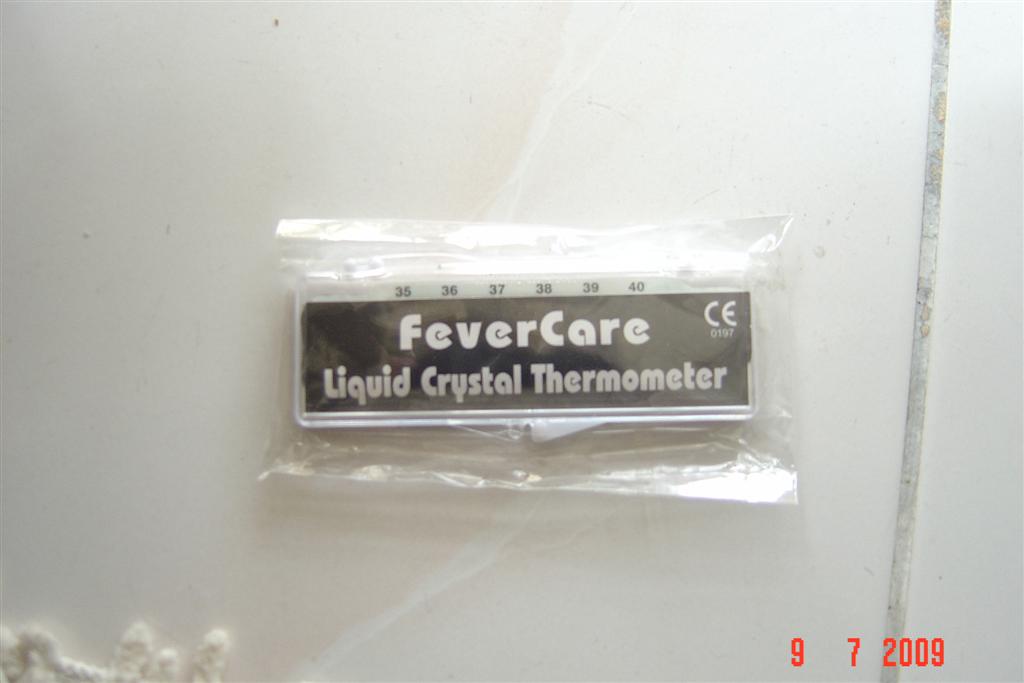 35 36 37 38 39 40
FeverCare
CE
0197
Liquid Crystal Thermometer
9 7 2009